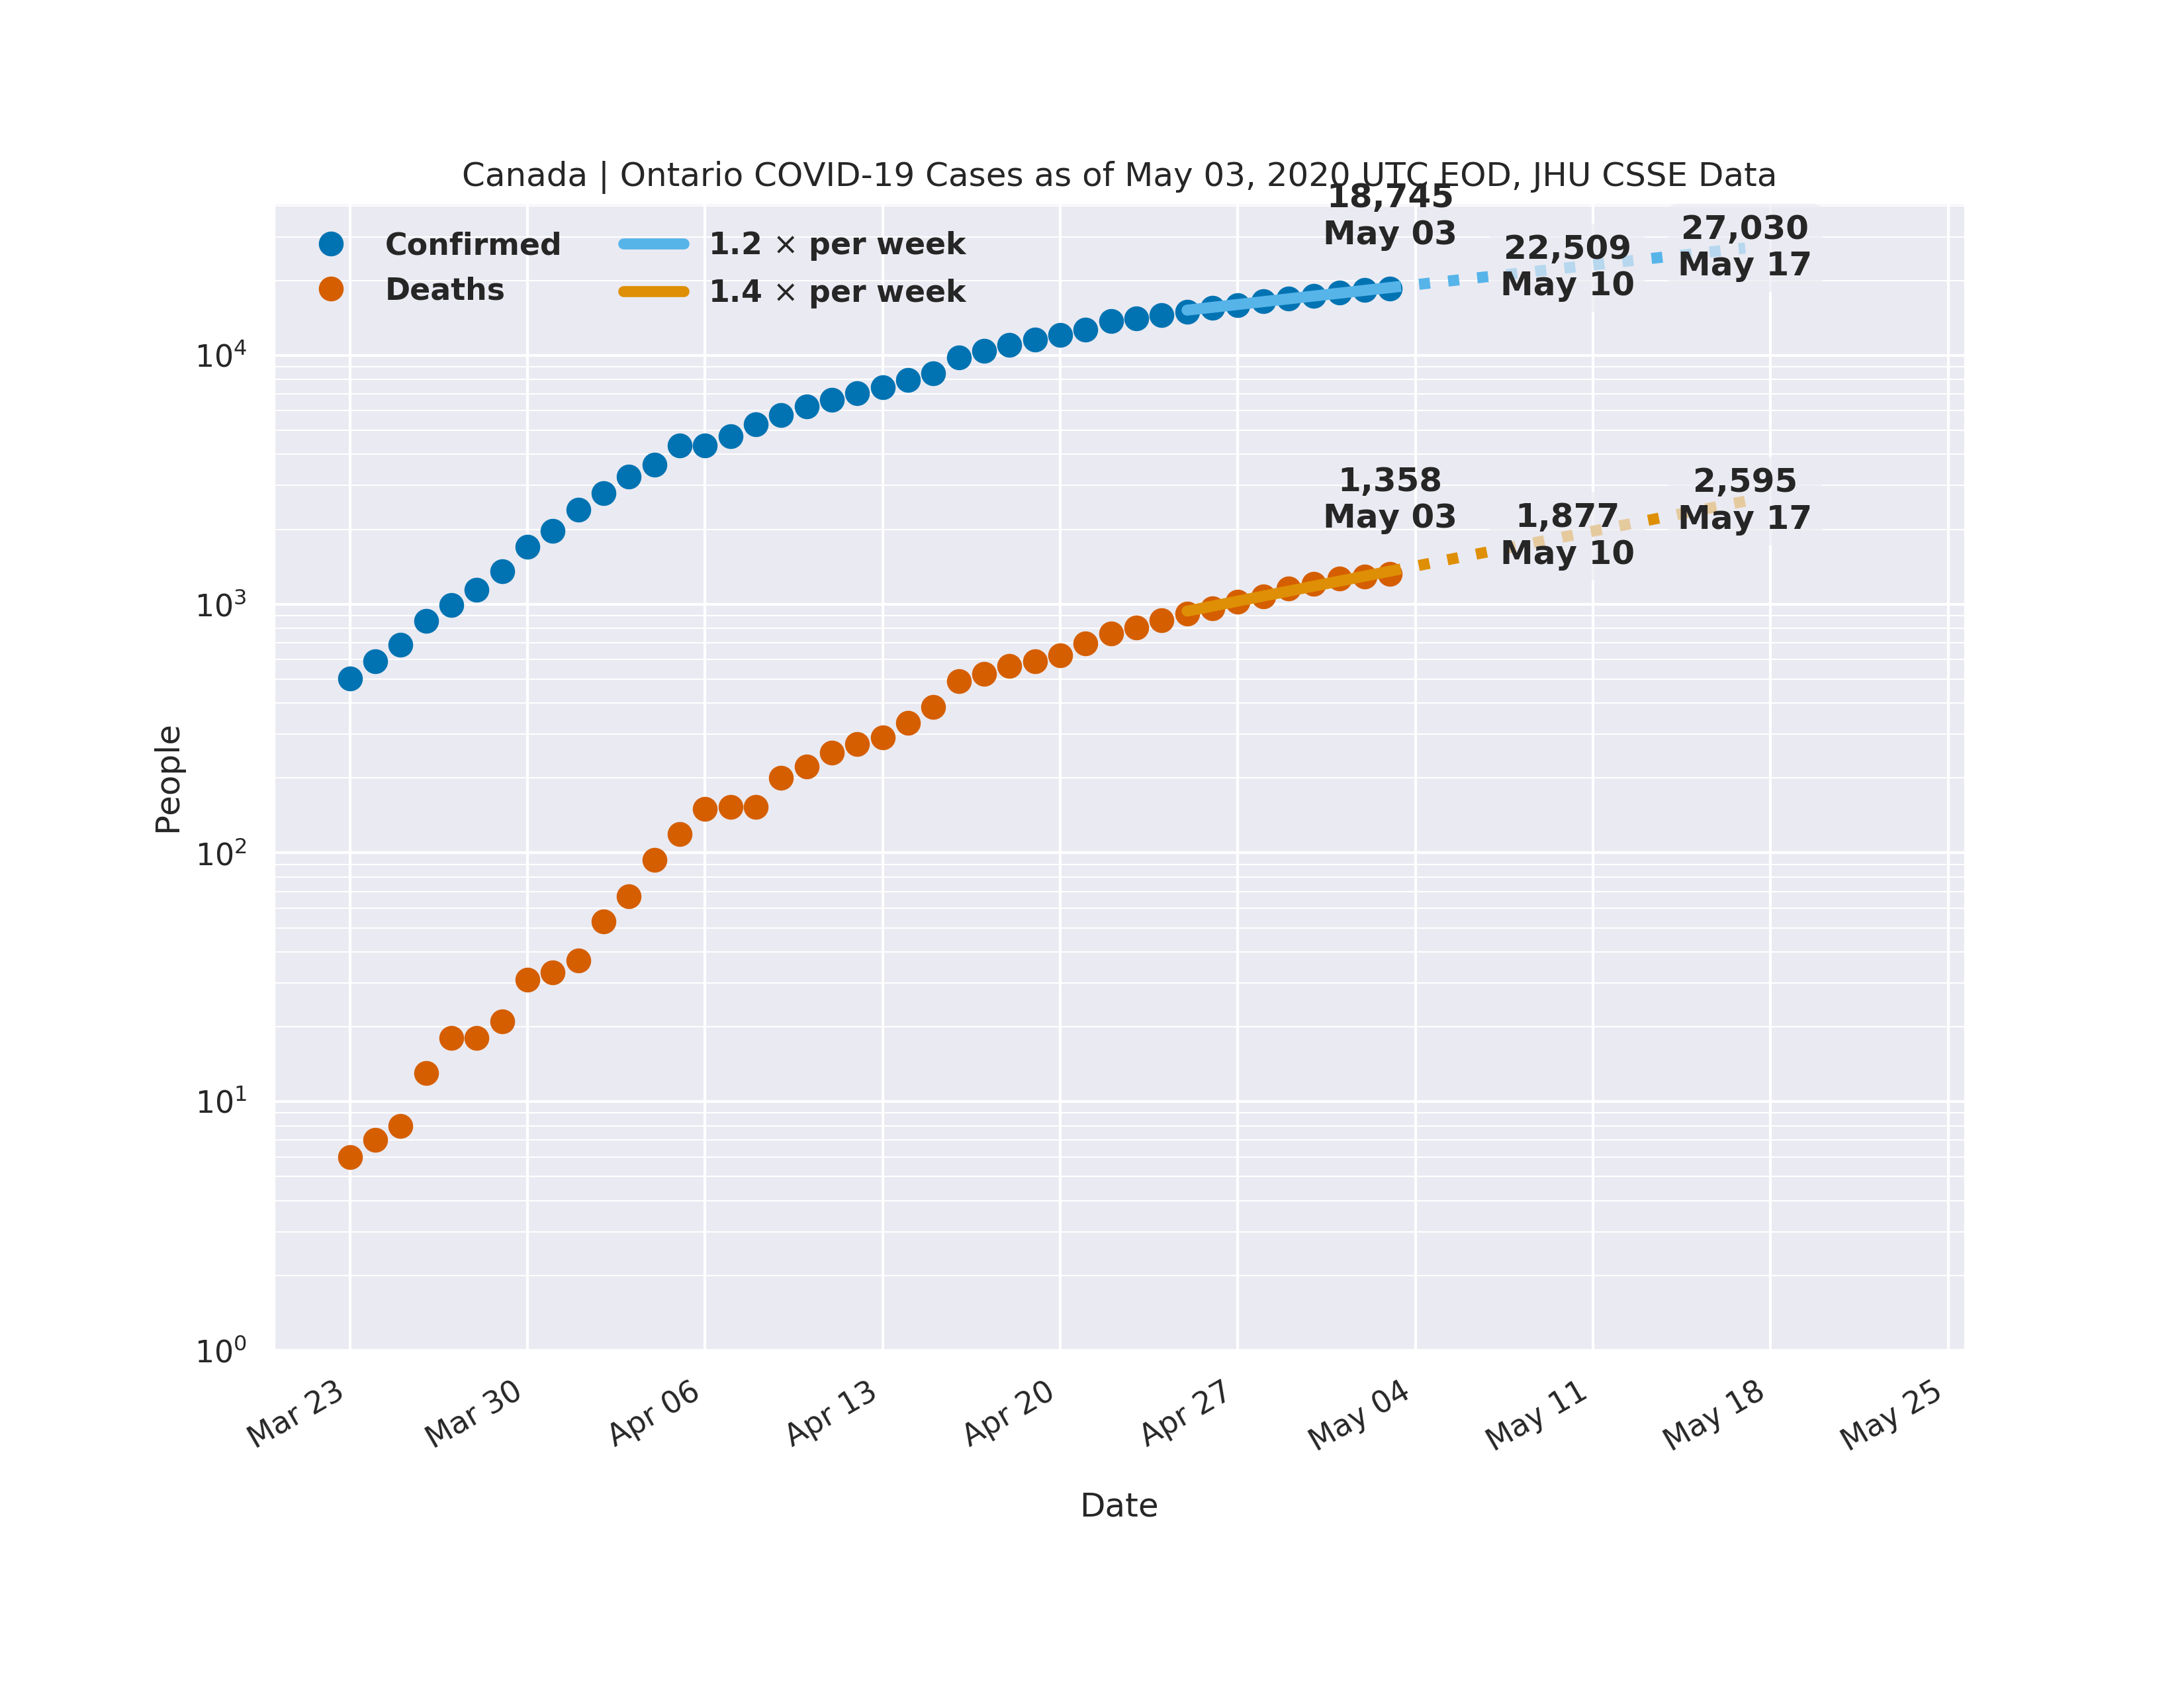 Canada | Ontario COVID-19 Cases as of May 03, 2020 UTC EOD, JHU CSSE Data
18,745
May 03
22,509
May 10
27,030
May 17
Confirmed
Deaths
1.2 × per week
1.4 × per week
1,358
May 03
1,877
May 10
2,595
May 17
10⁴
10³
10²
10¹
10⁰
People
Mar 23
Mar 30
Apr 06
Apr 13
Apr 20
Apr 27
May 04
May 11
May 18
May 25
Date